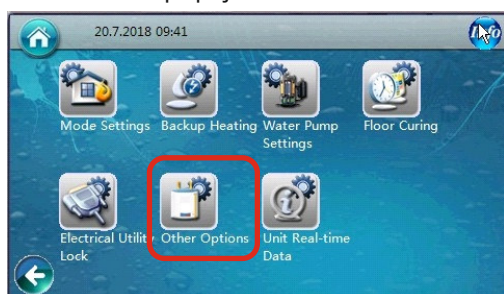 20.7.2018 09:41
Info
Mode Settings
Backup Heating
Water Pump
Settings
Floor Curing
Electrical Utility
Lock
Other Options
Unit Real-time
Data